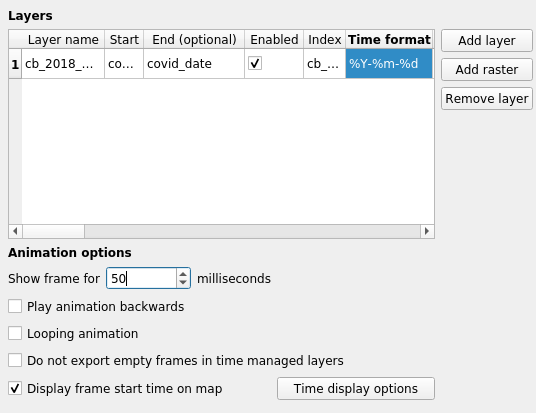 Layers
Layer name Start End (optional) Enabled Index Time format
1 cb_2018_... co... covid_date cb_... %Y-%m-%d
Add layer
Add raster
Remove layer
Animation options
Show frame for 50 milliseconds
Play animation backwards
Looping animation
Do not export empty frames in time managed layers
Display frame start time on map Time display options